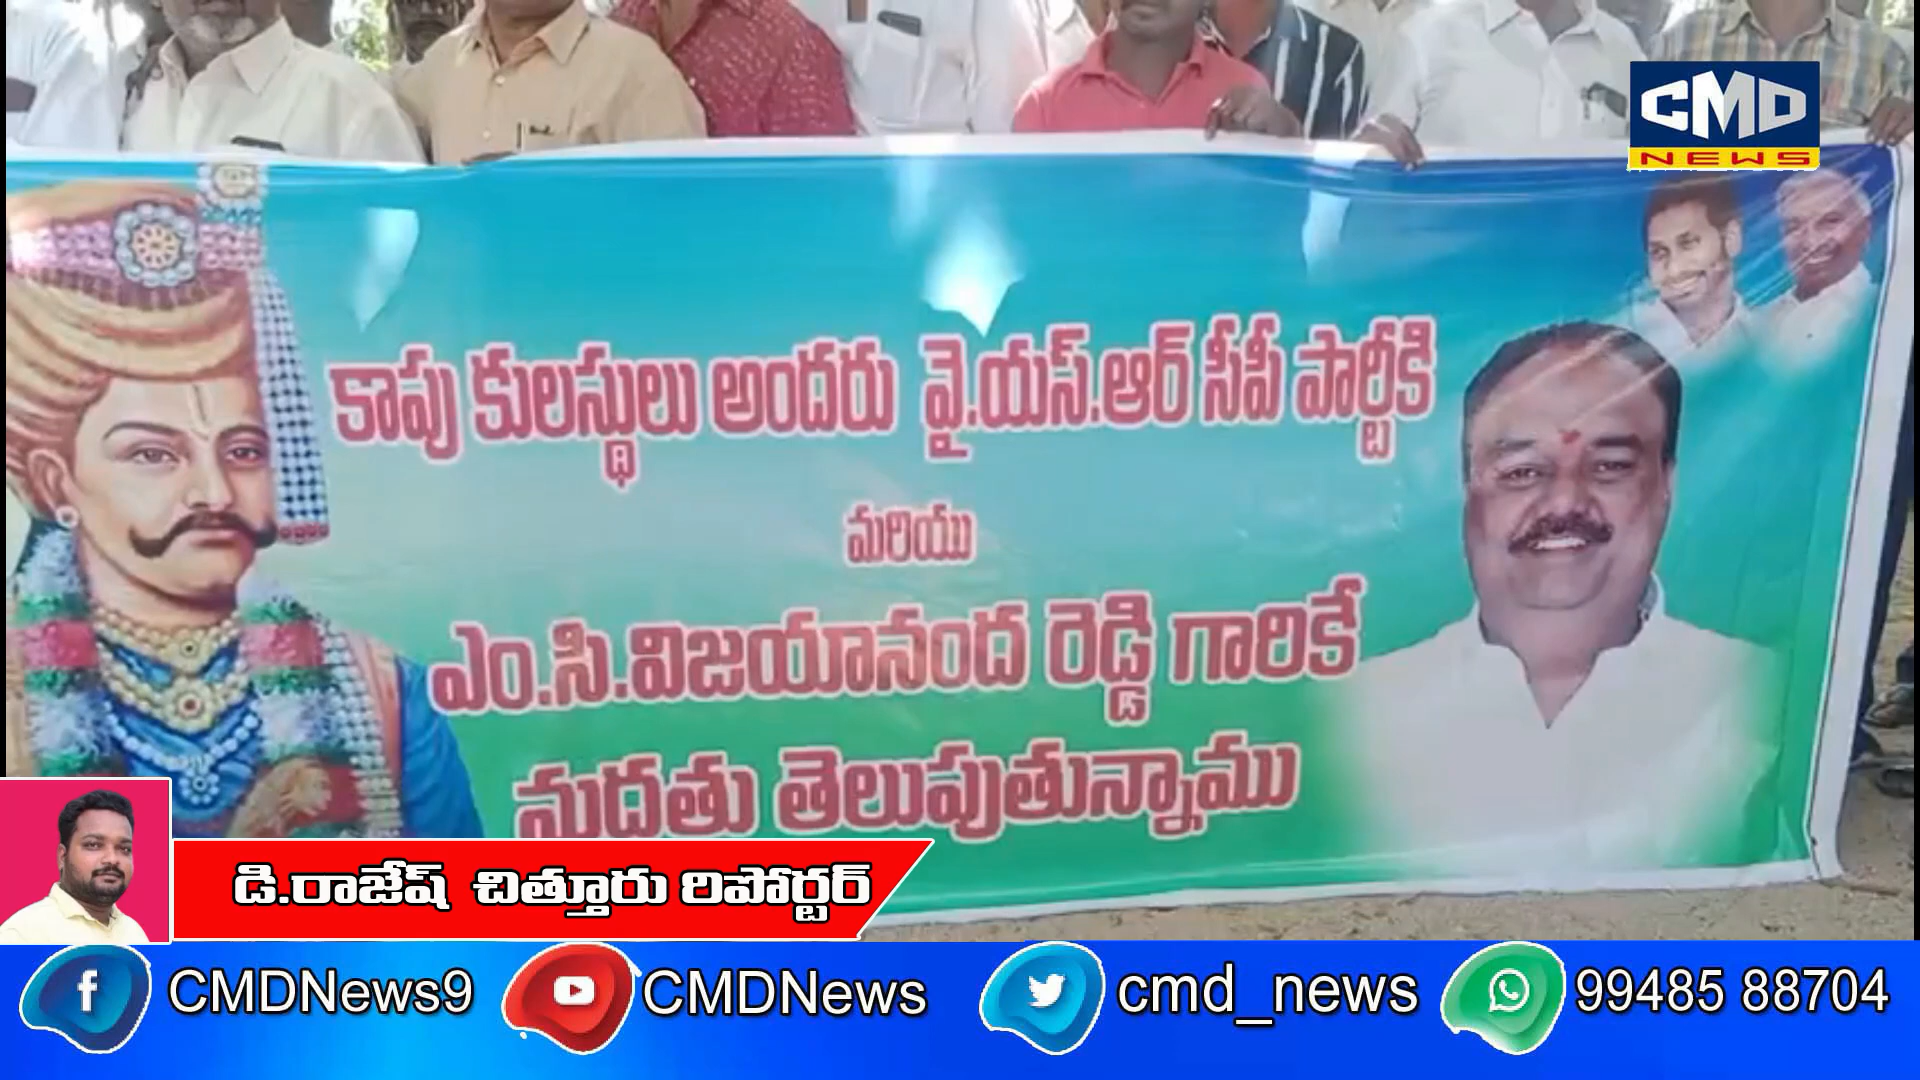 CMD
NEWS
కాపు కులస్థులు అందరు వై.యస్.ఆర్ సీపీ పార్టీకి
మరియు
ఎం.సి.విజయానంద రెడ్డి గారికే
మద్దతు తెలుపుతున్నాము
డి.రాజేష్ చిత్తూరు రిపోర్టర్
CMDNews9 CMDNews cmd_news 99485 88704